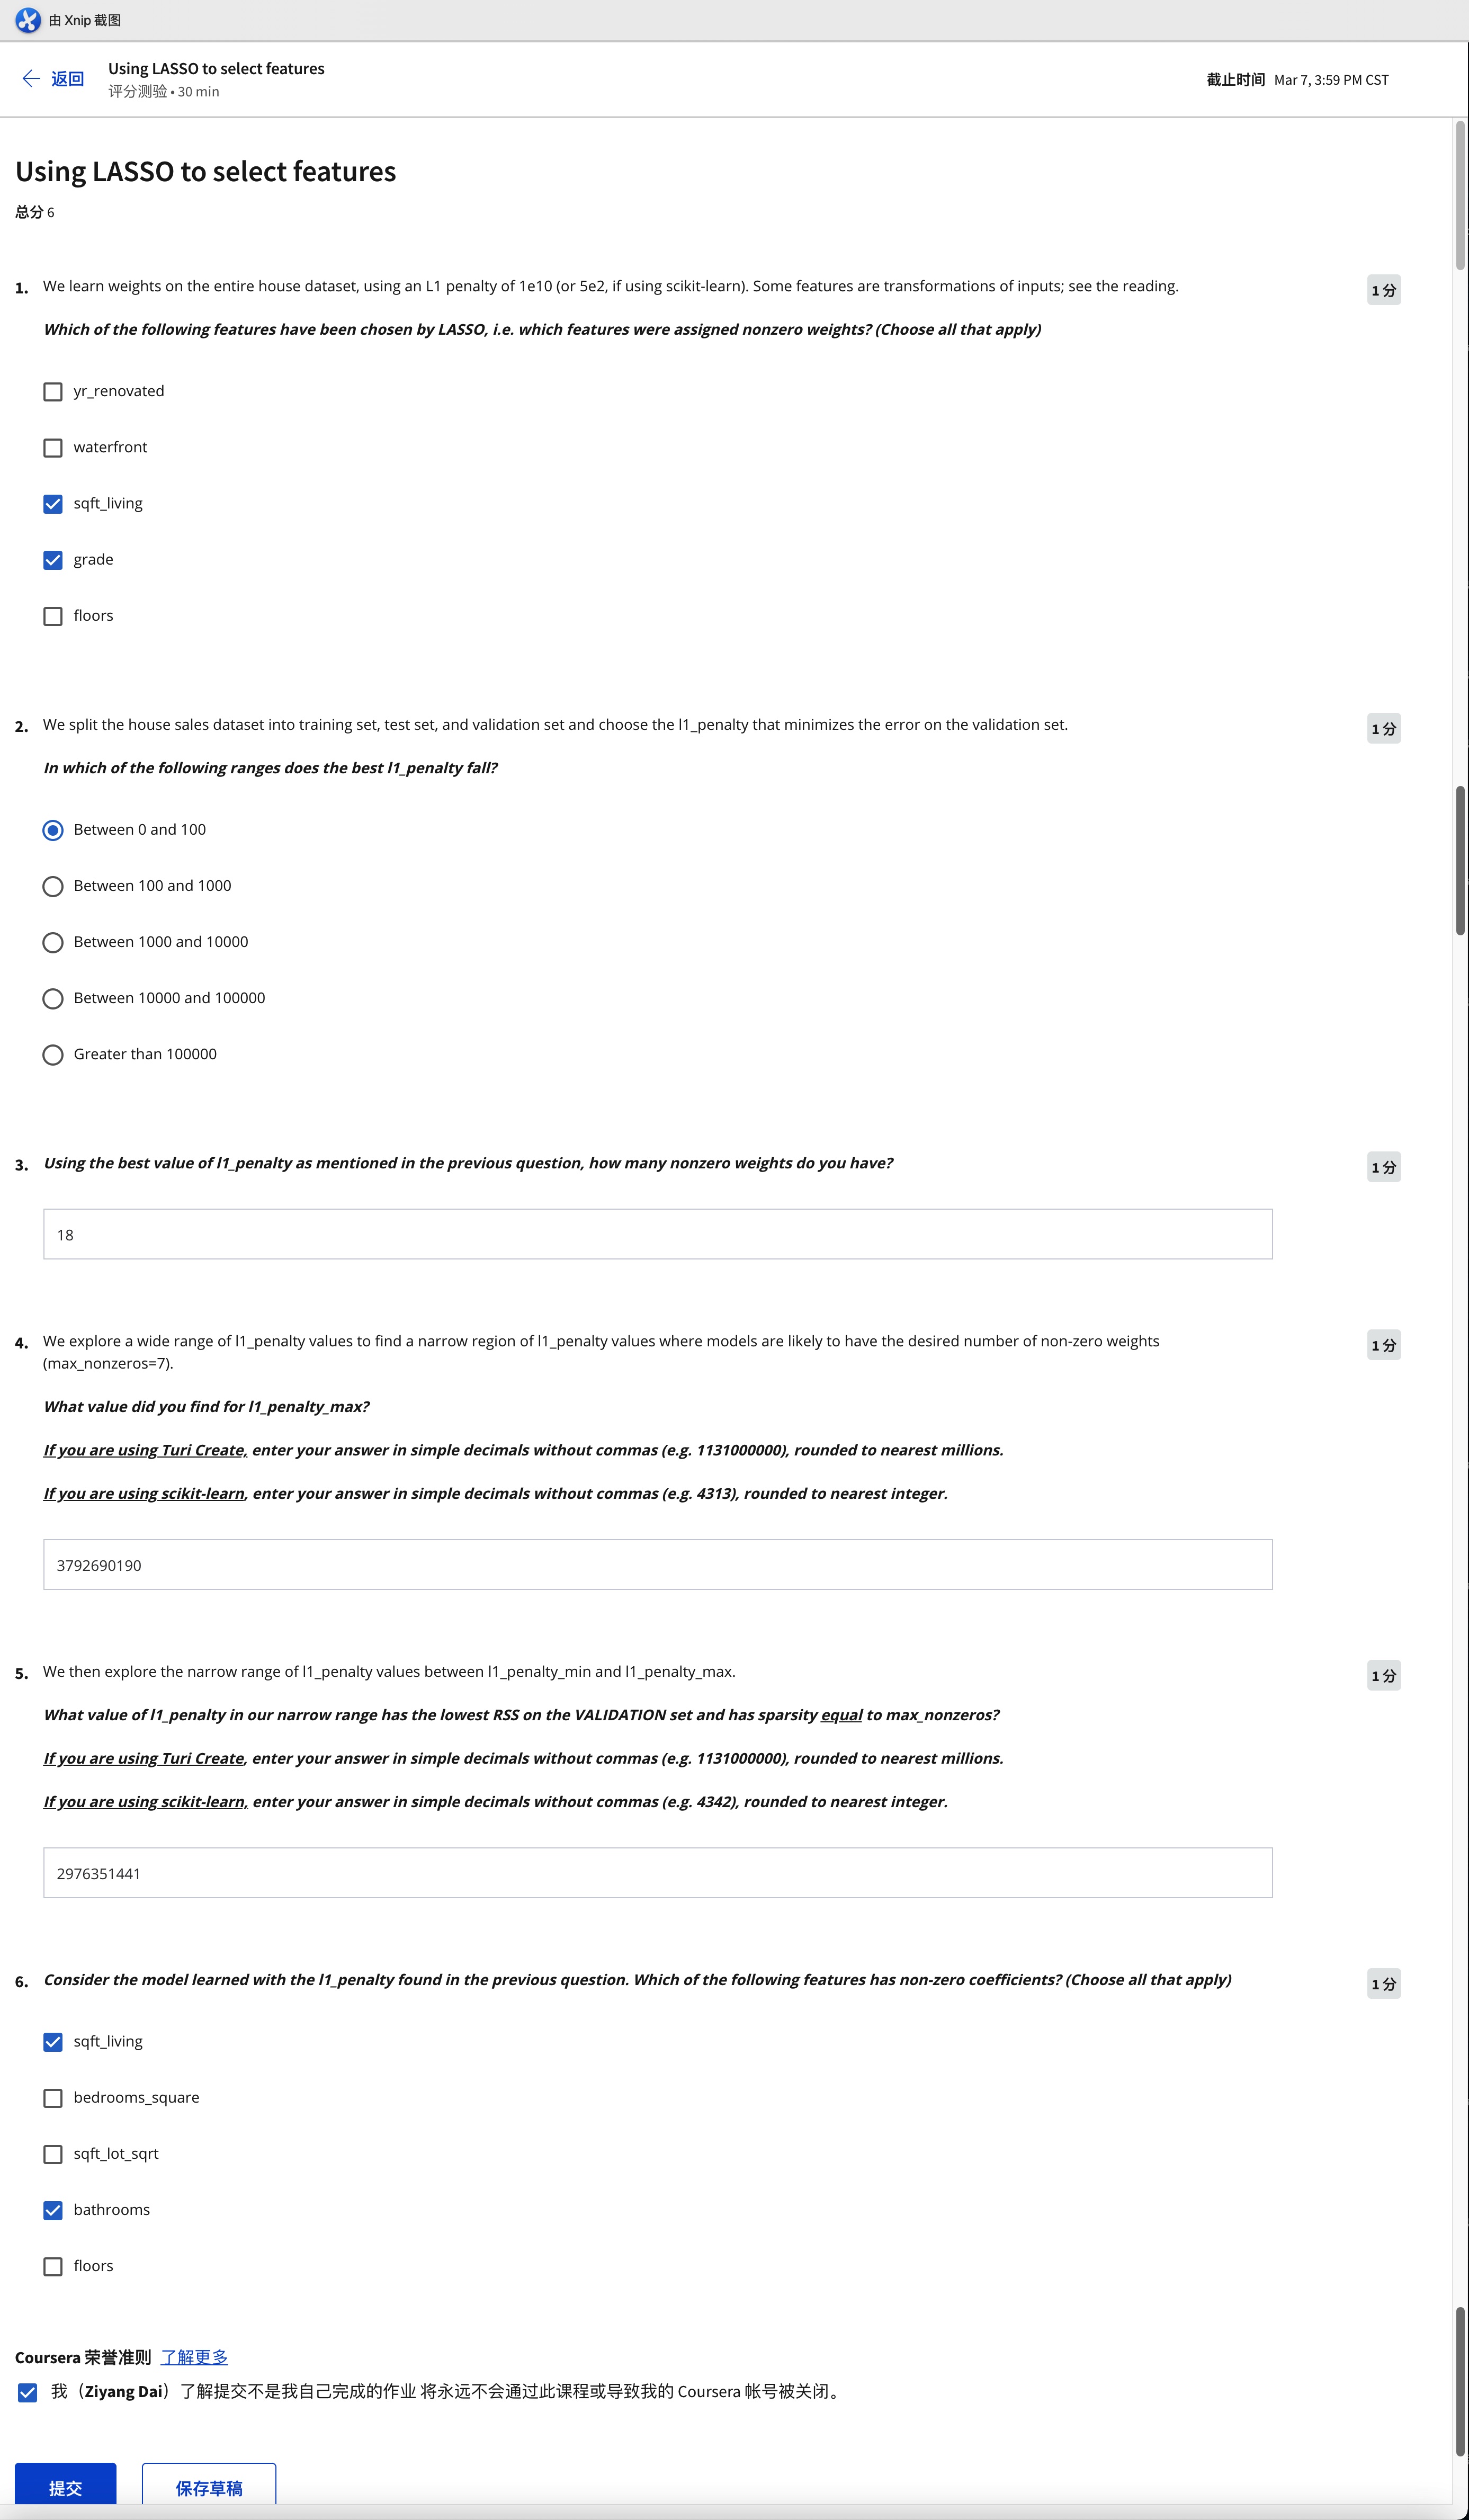 由 Xnip 截图
返回
Using LASSO to select features
评分测验 • 30 min
截止时间 Mar 7, 3:59 PM CST
Using LASSO to select features
总分 6
1. We learn weights on the entire house dataset, using an L1 penalty of 1e10 (or 5e2, if using scikit-learn). Some features are transformations of inputs; see the reading.
1 分
Which of the following features have been chosen by LASSO, i.e. which features were assigned nonzero weights? (Choose all that apply)
yr_renovated
waterfront
sqft_living
grade
floors
2. We split the house sales dataset into training set, test set, and validation set and choose the l1_penalty that minimizes the error on the validation set.
1 分
In which of the following ranges does the best l1_penalty fall?
Between 0 and 100
Between 100 and 1000
Between 1000 and 10000
Between 10000 and 100000
Greater than 100000
3. Using the best value of l1_penalty as mentioned in the previous question, how many nonzero weights do you have?
1 分
18
4. We explore a wide range of l1_penalty values to find a narrow region of l1_penalty values where models are likely to have the desired number of non-zero weights
(max_nonzeros=7).
1 分
What value did you find for l1_penalty_max?
If you are using Turi Create, enter your answer in simple decimals without commas (e.g. 1131000000), rounded to nearest millions.
If you are using scikit-learn, enter your answer in simple decimals without commas (e.g. 4313), rounded to nearest integer.
3792690190
5. We then explore the narrow range of l1_penalty values between l1_penalty_min and l1_penalty_max.
1 分
What value of l1_penalty in our narrow range has the lowest RSS on the VALIDATION set and has sparsity equal to max_nonzeros?
If you are using Turi Create, enter your answer in simple decimals without commas (e.g. 1131000000), rounded to nearest millions.
If you are using scikit-learn, enter your answer in simple decimals without commas (e.g. 4342), rounded to nearest integer.
2976351441
6. Consider the model learned with the l1_penalty found in the previous question. Which of the following features has non-zero coefficients? (Choose all that apply)
1 分
sqft_living
bedrooms_square
sqft_lot_sqrt
bathrooms
floors
Coursera 荣誉准则 了解更多
我（Ziyang Dai）了解提交不是我自己完成的作业 将永远不会通过此课程或导致我的 Coursera 帐号被关闭。
提交
保存草稿